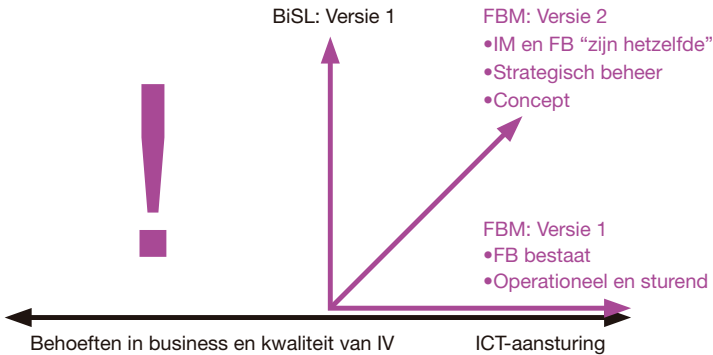 BiSL: Versie 1
FBM: Versie 2
•IM en FB “zijn hetzelfde”
•Strategisch beheer
•Concept
!
FBM: Versie 1
•FB bestaat
•Operationeel en sturend
Behoeften in business en kwaliteit van IV
ICT-aansturing